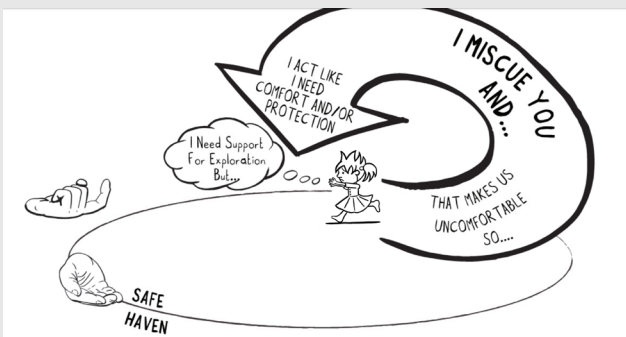 I Need Support
For Exploration
But...
THAT MAKES US
UNCOMFORTABLE
SO....
I MISCUE YOU
AND...
I ACT LIKE
I NEED
COMFORT AND/OR
PROTECTION
SAFE
HAVEN